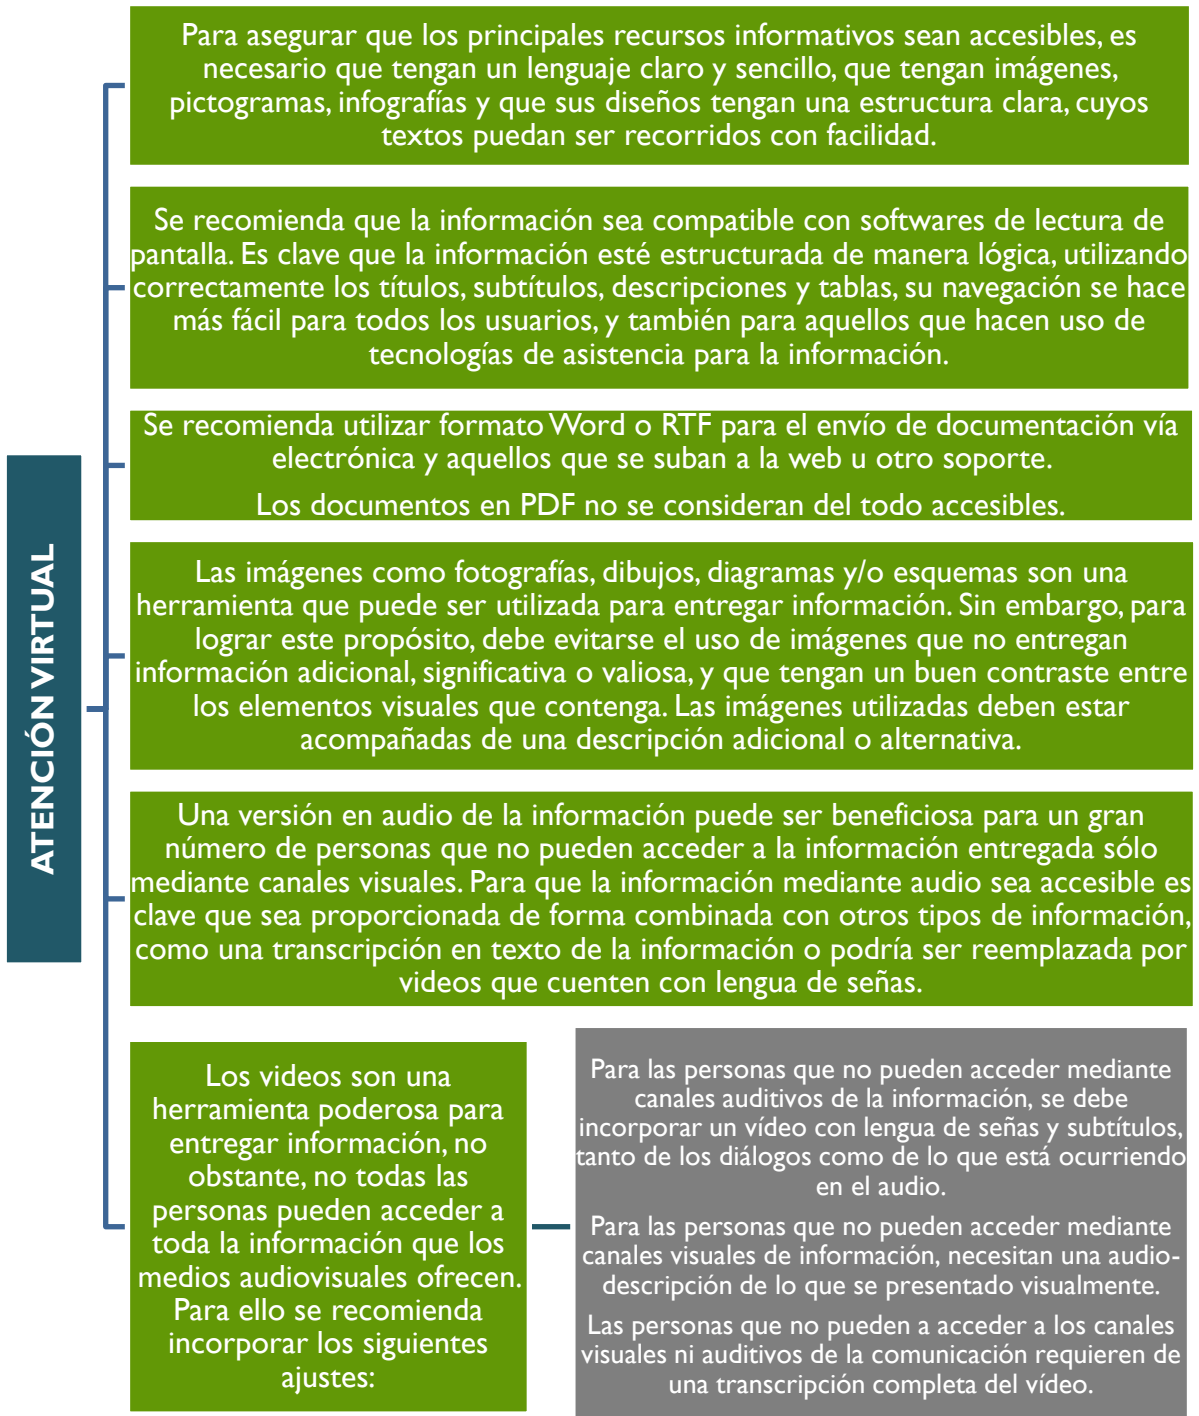 ATENCIÓN VIRTUAL
Para asegurar que los principales recursos informativos sean accesibles, es
necesario que tengan un lenguaje claro y sencillo, que tengan imágenes,
pictogramas, infografías y que sus diseños tengan una estructura clara, cuyos
textos puedan ser recorridos con facilidad.
Se recomienda que la información sea compatible con softwares de lectura de
pantalla. Es clave que la información esté estructurada de manera lógica, utilizando
correctamente los títulos, subtítulos, descripciones y tablas, su navegación se hace
más fácil para todos los usuarios, y también para aquellos que hacen uso de
tecnologías de asistencia para la información.
Se recomienda utilizar formato Word o RTF para el envío de documentación vía
electrónica y aquellos que se suban a la web u otro soporte.
Los documentos en PDF no se consideran del todo accesibles.
Las imágenes como fotografías, dibujos, diagramas y/o esquemas son una
herramienta que puede ser utilizada para entregar información. Sin embargo, para
lograr este propósito, debe evitarse el uso de imágenes que no entregan
información adicional, significativa o valiosa, y que tengan un buen contraste entre
los elementos visuales que contenga. Las imágenes utilizadas deben estar
acompañadas de una descripción adicional o alternativa.
Una versión en audio de la información puede ser beneficiosa para un gran
número de personas que no pueden acceder a la información entregada sólo
mediante canales visuales. Para que la información mediante audio sea accesible es
clave que sea proporcionada de forma combinada con otros tipos de información,
como una transcripción en texto de la información o podría ser reemplazada por
videos que cuenten con lengua de señas.
Los videos son una
herramienta poderosa para
entregar información, no
obstante, no todas las
personas pueden acceder a
toda la información que los
medios audiovisuales ofrecen.
Para ello se recomienda
incorporar los siguientes
ajustes:
Para las personas que no pueden acceder mediante
canales auditivos de la información, se debe
incorporar un vídeo con lengua de señas y subtítulos,
tanto de los diálogos como de lo que está ocurriendo
en el audio.
Para las personas que no pueden acceder mediante
canales visuales de información, necesitan una audio-
descripción de lo que se presentado visualmente.
Las personas que no pueden a acceder a los canales
visuales ni auditivos de la comunicación requieren de
una transcripción completa del vídeo.